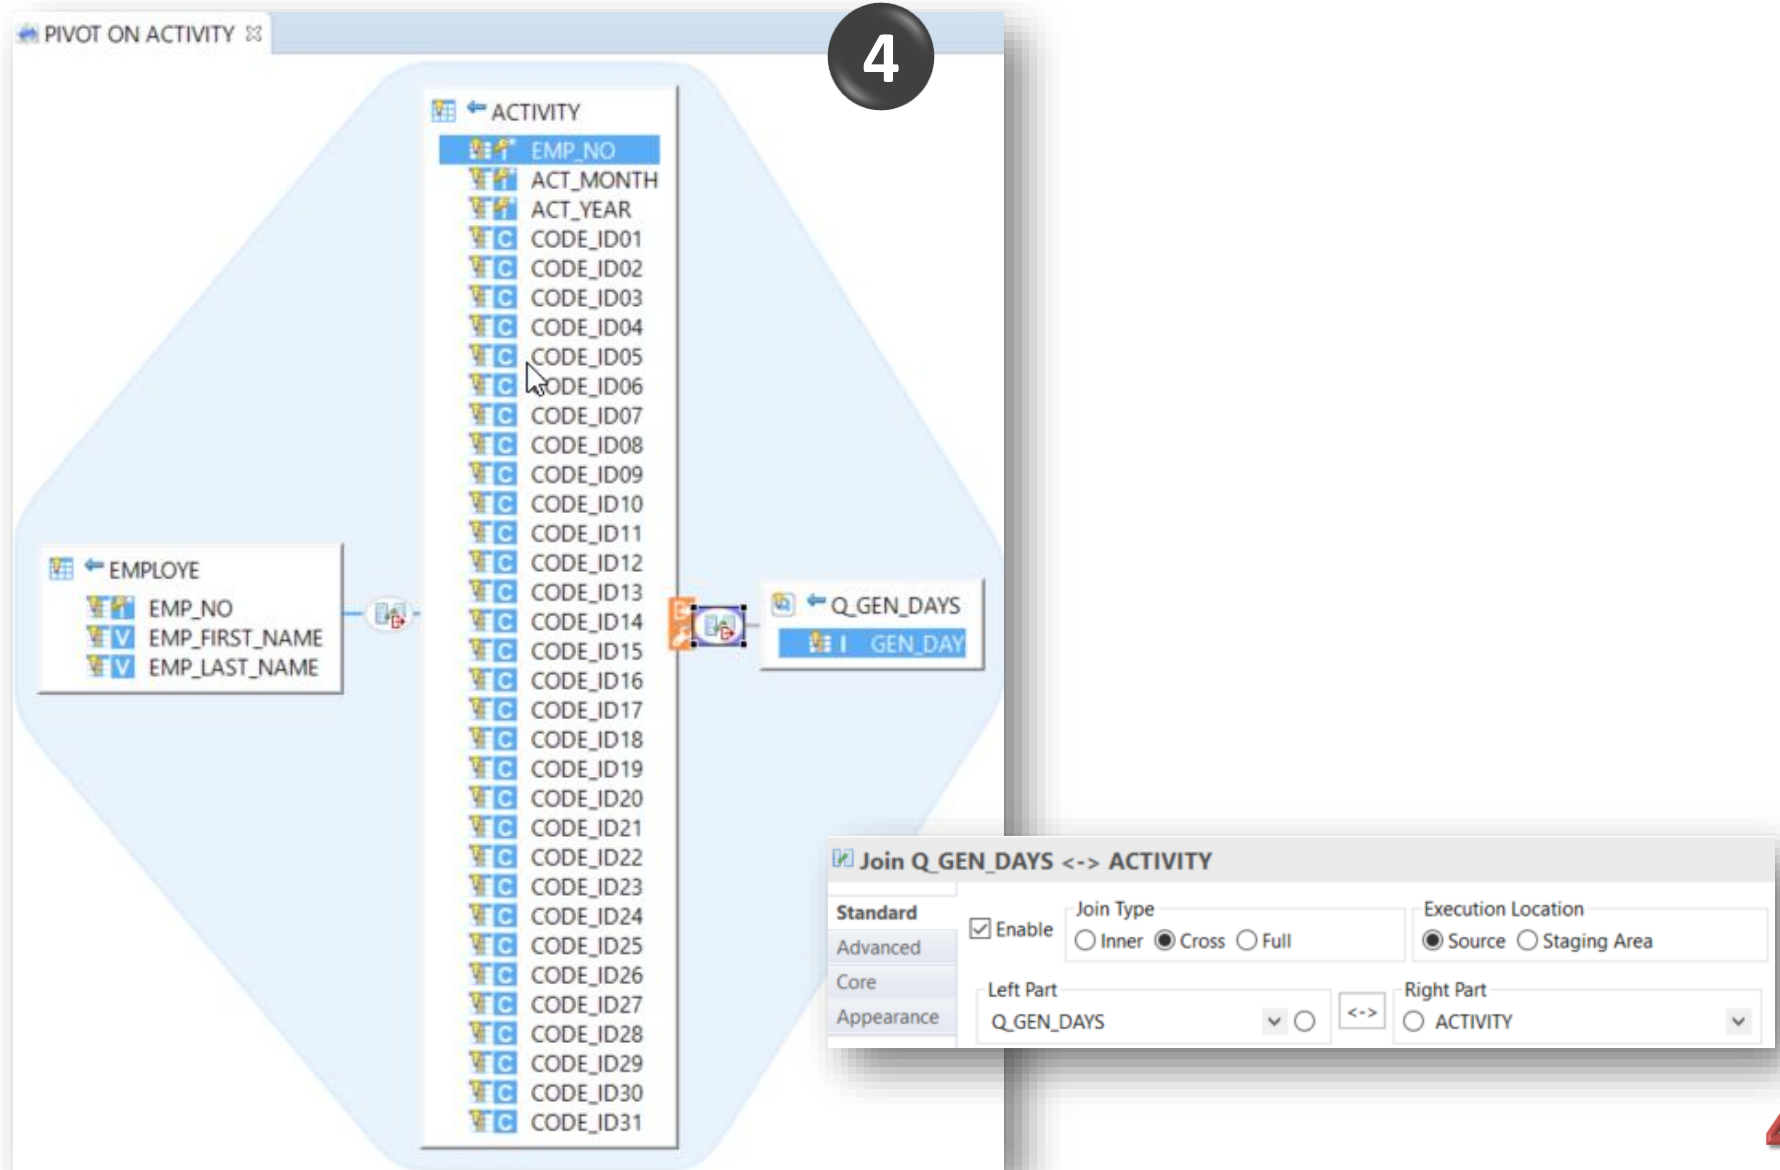 PIVOT ON ACTIVITY
4
ACTIVITY
EMP_NO
ACT_MONTH
ACT_YEAR
CODE_ID01
CODE_ID02
CODE_ID03
CODE_ID04
CODE_ID05
CODE_ID06
CODE_ID07
CODE_ID08
CODE_ID09
CODE_ID10
CODE_ID11
CODE_ID12
CODE_ID13
CODE_ID14
CODE_ID15
CODE_ID16
CODE_ID17
CODE_ID18
CODE_ID19
CODE_ID20
CODE_ID21
CODE_ID22
CODE_ID23
CODE_ID24
CODE_ID25
CODE_ID26
CODE_ID27
CODE_ID28
CODE_ID29
CODE_ID30
CODE_ID31
EMPLOYE
EMP_NO
EMP_FIRST_NAME
EMP_LAST_NAME
Q_GEN_DAYS
GEN_DAY
Join Q_GEN_DAYS <-> ACTIVITY
Standard
Advanced
Core
Appearance
Enable
Join Type
Inner Cross Full
Execution Location
Source Staging Area
Left Part
Q_GEN_DAYS
<->
Right Part
ACTIVITY